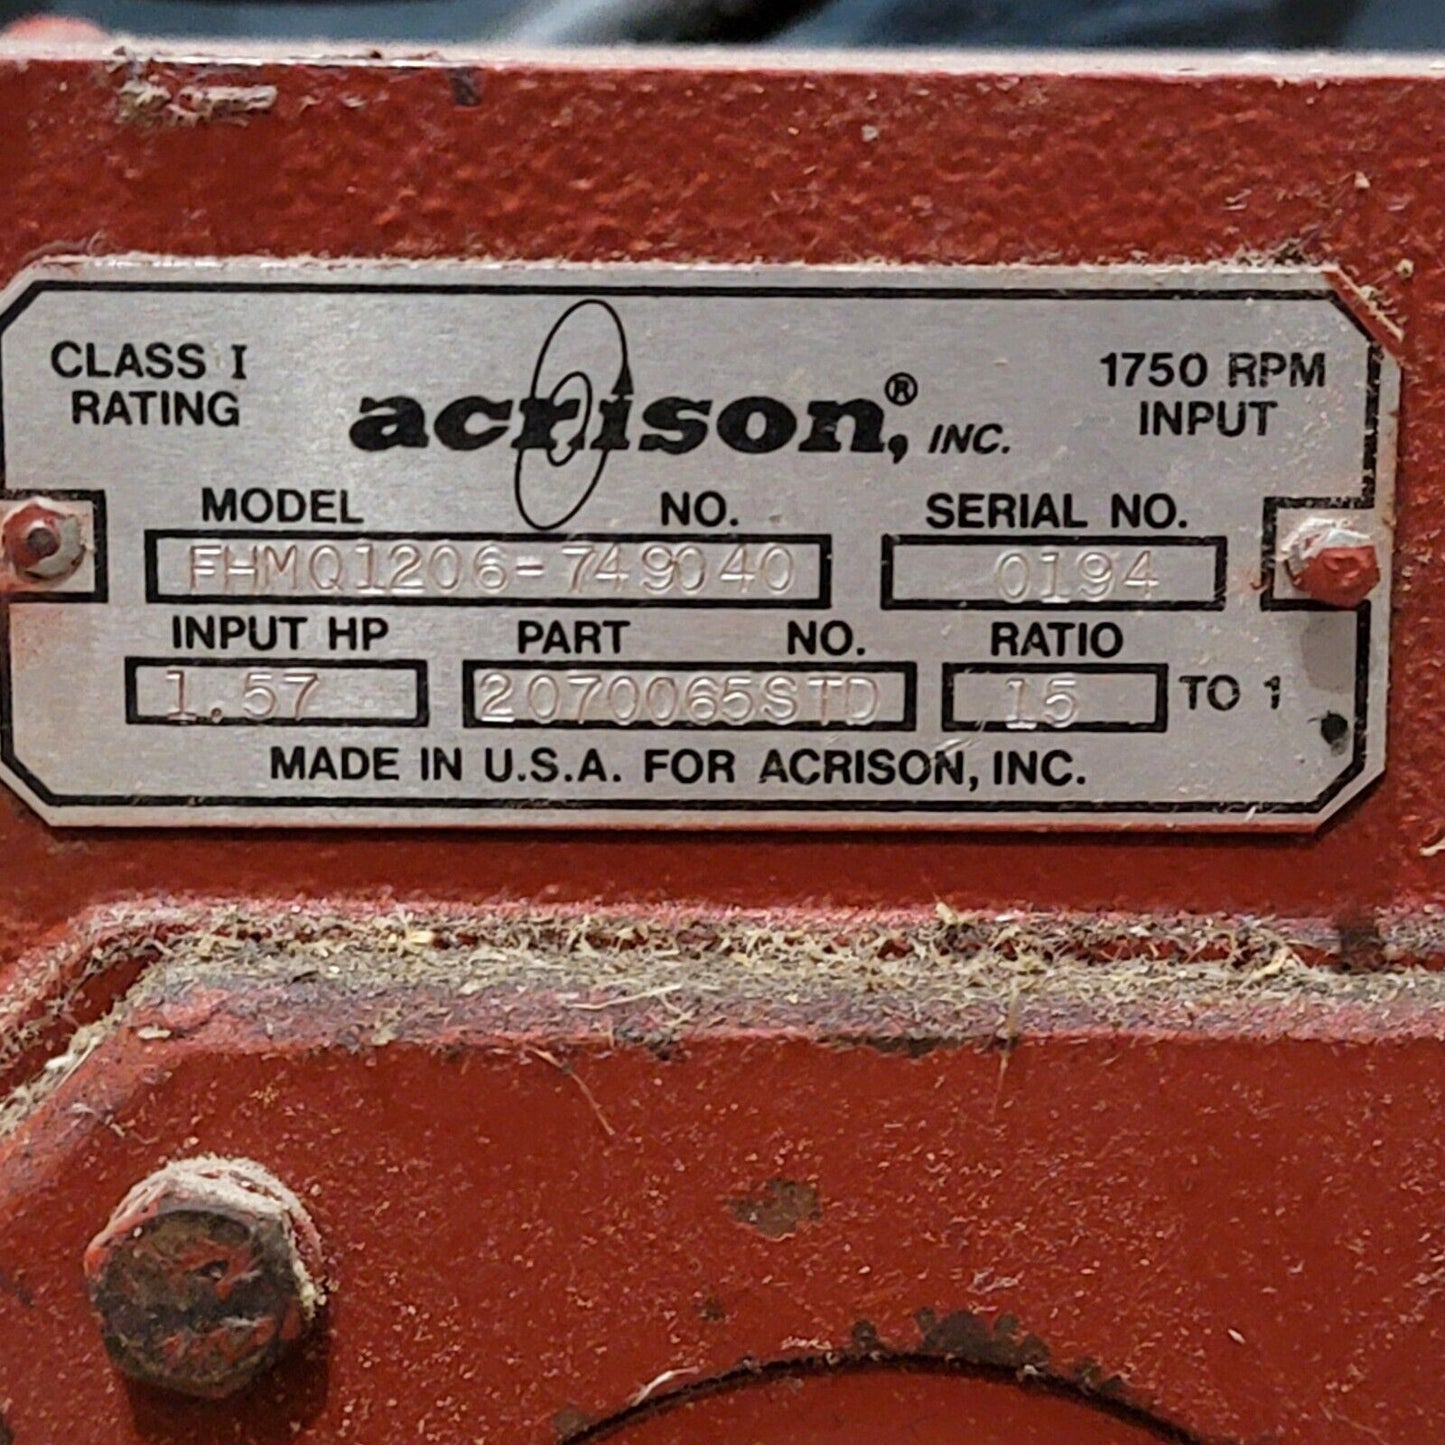 CLASS I
RATING
acrison®, INC.
1750 RPM
INPUT
MODEL NO. SERIAL NO.
FHMQ1206-749040 0194
INPUT HP PART NO. RATIO
1.57 2070065STD 15 TO 1
MADE IN U.S.A. FOR ACRISON, INC.